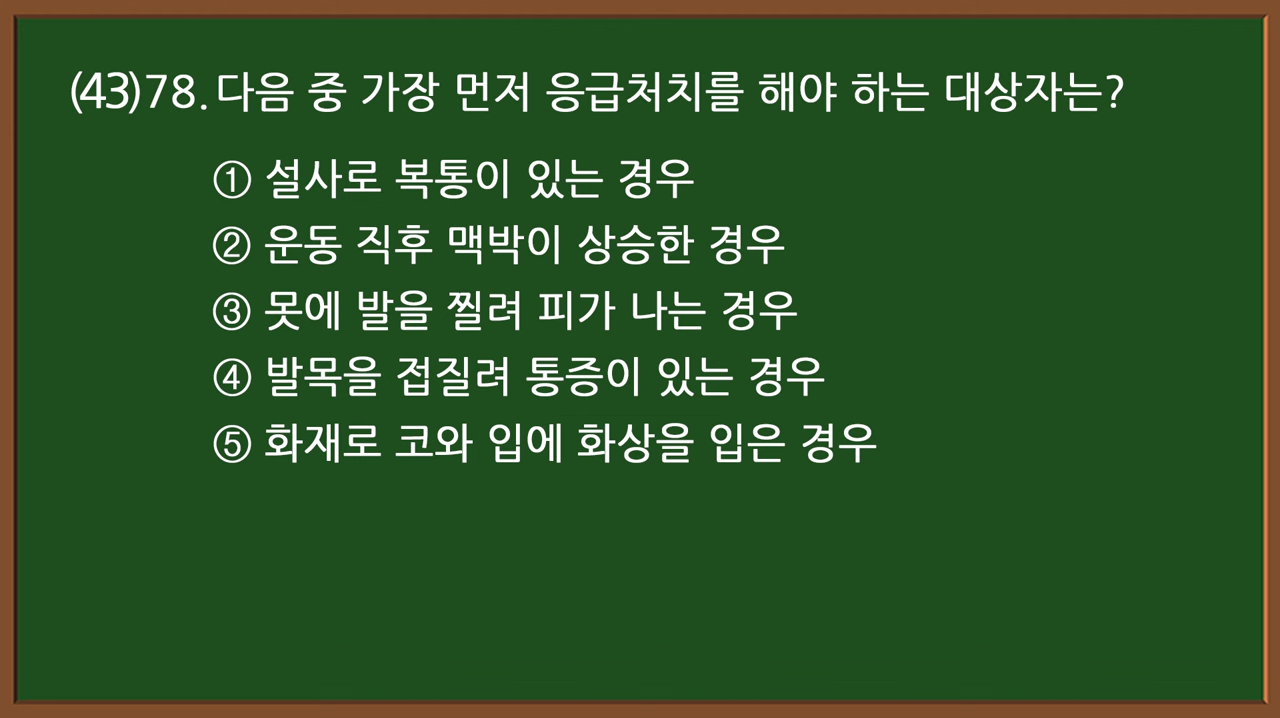 (43)78. 다음 중 가장 먼저 응급처치를 해야 하는 대상자는?
① 설사로 복통이 있는 경우
② 운동 직후 맥박이 상승한 경우
③ 못에 발을 찔려 피가 나는 경우
④ 발목을 접질려 통증이 있는 경우
⑤ 화재로 코와 입에 화상을 입은 경우